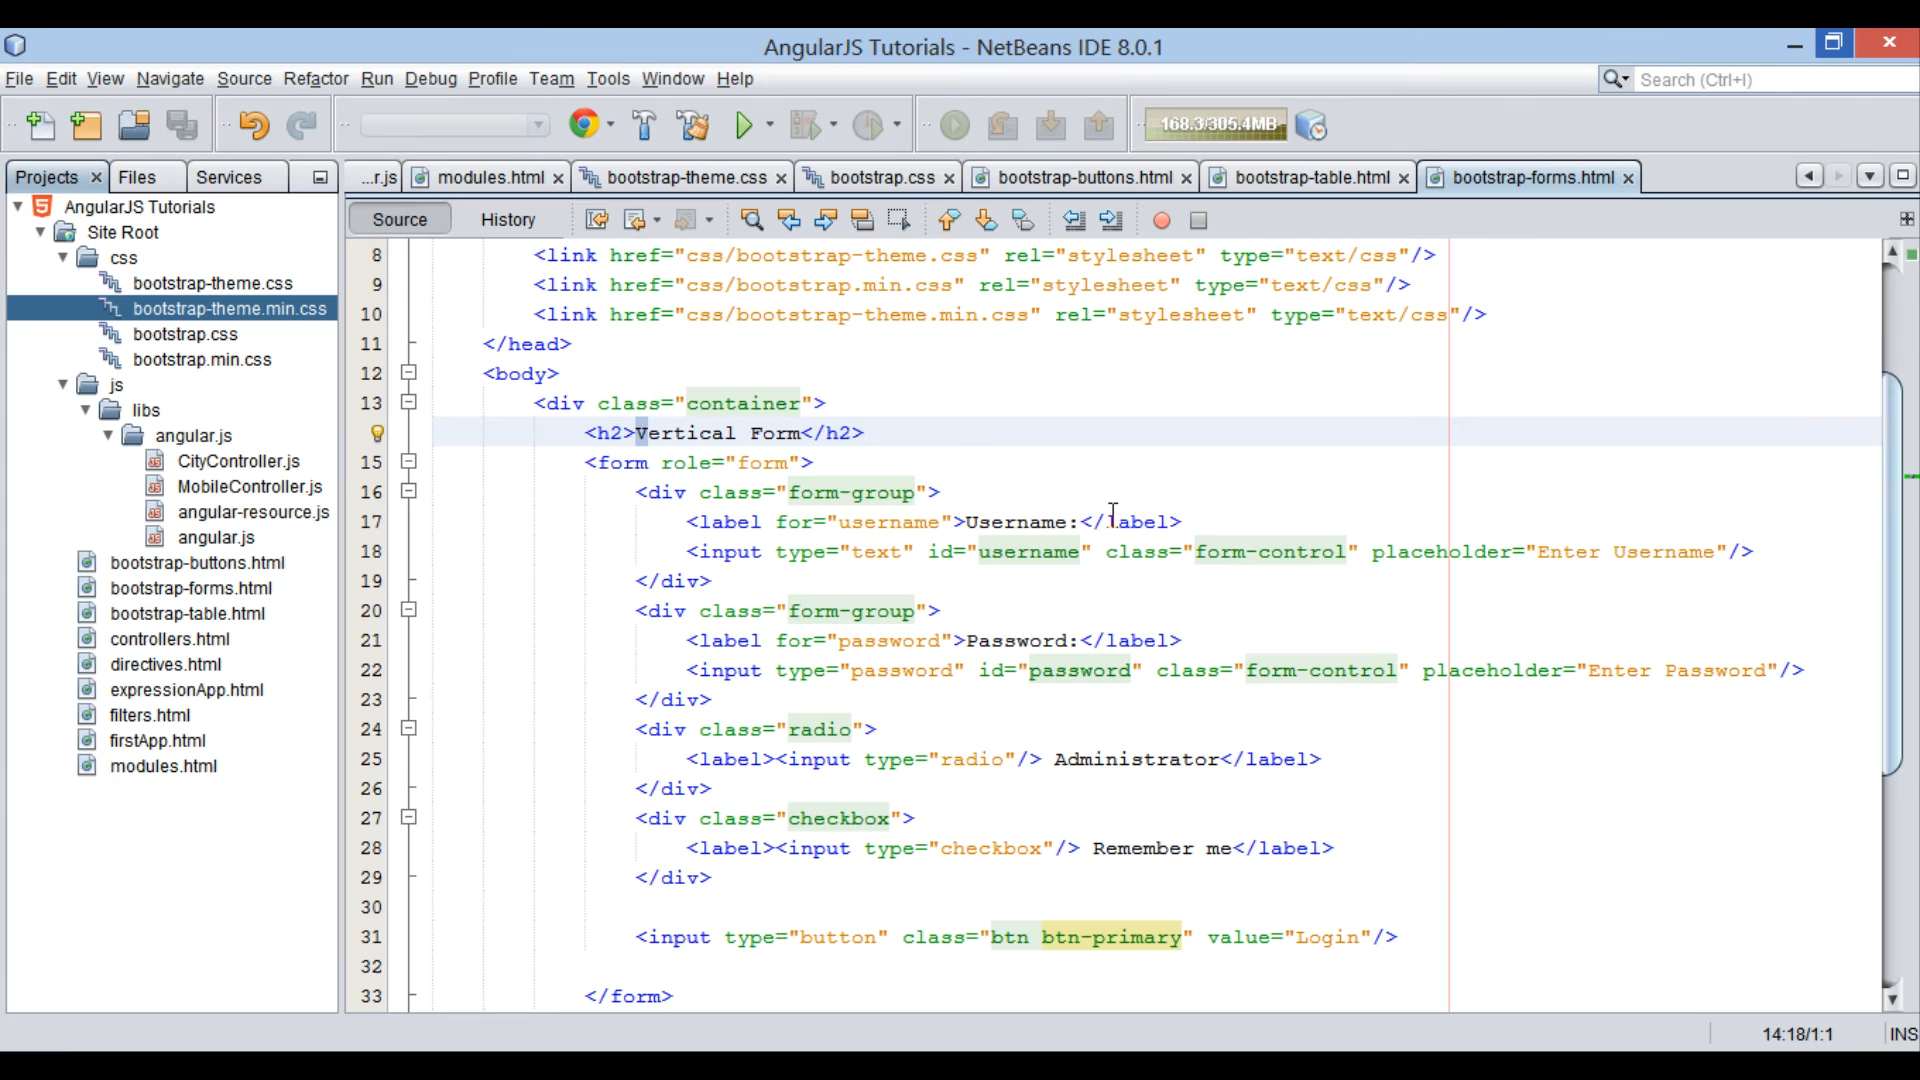 AngularJS Tutorials - NetBeans IDE 8.0.1
File Edit View Navigate Source Refactor Run Debug Profile Team Tools Window Help
Search (Ctrl+I)
168.3/305.4MB
Projects Files Services
...r.js modules.html bootstrap-theme.css bootstrap.css bootstrap-buttons.html bootstrap-table.html bootstrap-forms.html
Source History
AngularJS Tutorials
Site Root
css
bootstrap-theme.css
bootstrap-theme.min.css
bootstrap.css
bootstrap.min.css
js
libs
angular.js
CityController.js
MobileController.js
angular-resource.js
angular.js
bootstrap-buttons.html
bootstrap-forms.html
bootstrap-table.html
controllers.html
directives.html
expressionApp.html
filters.html
firstApp.html
modules.html
8 <link href="css/bootstrap-theme.css" rel="stylesheet" type="text/css"/>
9 <link href="css/bootstrap.min.css" rel="stylesheet" type="text/css"/>
10 <link href="css/bootstrap-theme.min.css" rel="stylesheet" type="text/css"/>
11 </head>
12 <body>
13 <div class="container">
<h2>Vertical Form</h2>
15 <form role="form">
16 <div class="form-group">
17 <label for="username">Username:</label>
18 <input type="text" id="username" class="form-control" placeholder="Enter Username"/>
19 </div>
20 <div class="form-group">
21 <label for="password">Password:</label>
22 <input type="password" id="password" class="form-control" placeholder="Enter Password"/>
23 </div>
24 <div class="radio">
25 <label><input type="radio"/> Administrator</label>
26 </div>
27 <div class="checkbox">
28 <label><input type="checkbox"/> Remember me</label>
29 </div>
30
31 <input type="button" class="btn btn-primary" value="Login"/>
32
33 </form>
14:18/1:1 INS